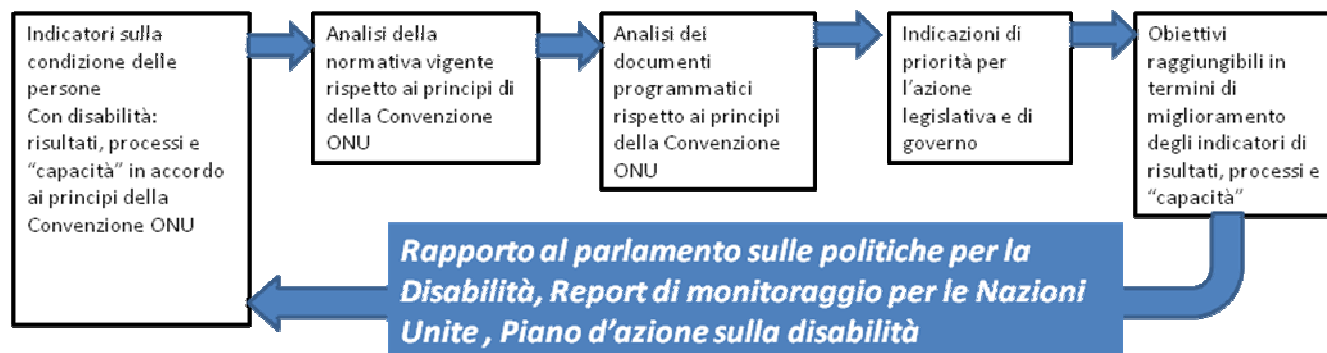 Indicatori sulla
condizione delle
persone
Con disabilità:
risultati, processi e
“capacità” in accordo
ai principi della
Convenzione ONU
Analisi della
normativa vigente
rispetto ai principi di
della Convenzione
ONU
Analisi dei
documenti
programmatici
rispetto ai principi
della Convenzione
ONU
Indicazioni di
priorità per
l’azione
legislativa e di
governo
Obiettivi
raggiungibili in
termini di
miglioramento
degli indicatori di
risultati, processi e
“capacità”
Rapporto al parlamento sulle politiche per la
Disabilità, Report di monitoraggio per le Nazioni
Unite , Piano d’azione sulla disabilità